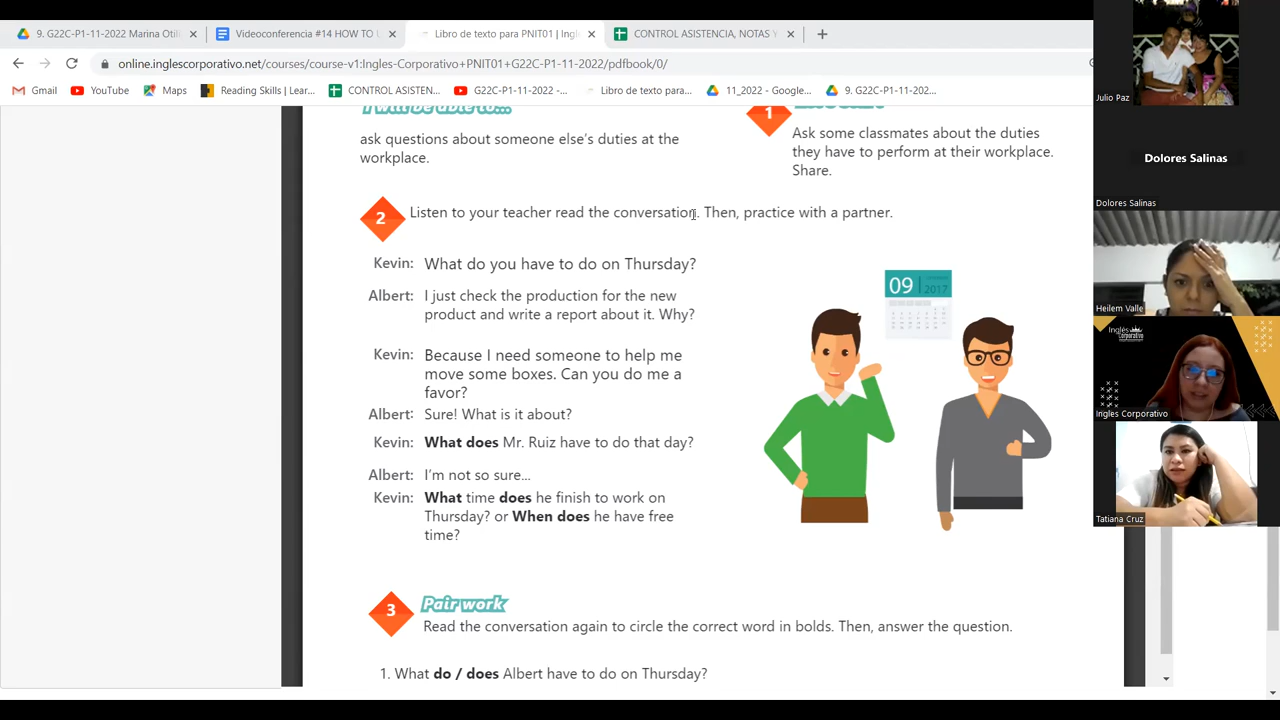 9. G22C-P1-11-2022 Marina Otil
Videoconferencia #14 HOW TO U
Libro de texto para PNIT01 | Ingl
CONTROL ASISTENCIA, NOTAS Y
online.inglescorporativo.net/courses/course-v1:Ingles-Corporativo+PNIT01+G22C-P1-11-2022/pdfbook/0/
Gmail
YouTube
Maps
Reading Skills | Lear...
CONTROL ASISTEN...
G22C-P1-11-2022 -...
Libro de texto para...
11_2022 - Google...
9. G22C-P1-11-202...
I will be able to...
ask questions about someone else's duties at the
workplace.
1
Ask some classmates about the duties
they have to perform at their workplace.
Share.
2
Listen to your teacher read the conversation. Then, practice with a partner.
Kevin: What do you have to do on Thursday?
Albert: I just check the production for the new
product and write a report about it. Why?
Kevin: Because I need someone to help me
move some boxes. Can you do me a
favor?
Albert: Sure! What is it about?
Kevin: What does Mr. Ruiz have to do that day?
Albert: I'm not so sure...
Kevin: What time does he finish to work on
Thursday? or When does he have free
time?
09
2017
3
Pair work
Read the conversation again to circle the correct word in bolds. Then, answer the question.
1. What do / does Albert have to do on Thursday?
Julio Paz
Dolores Salinas
Dolores Salinas
Heilem Valle
Inglés
Corporativo
Ingles Corporativo
Tatiana Cruz